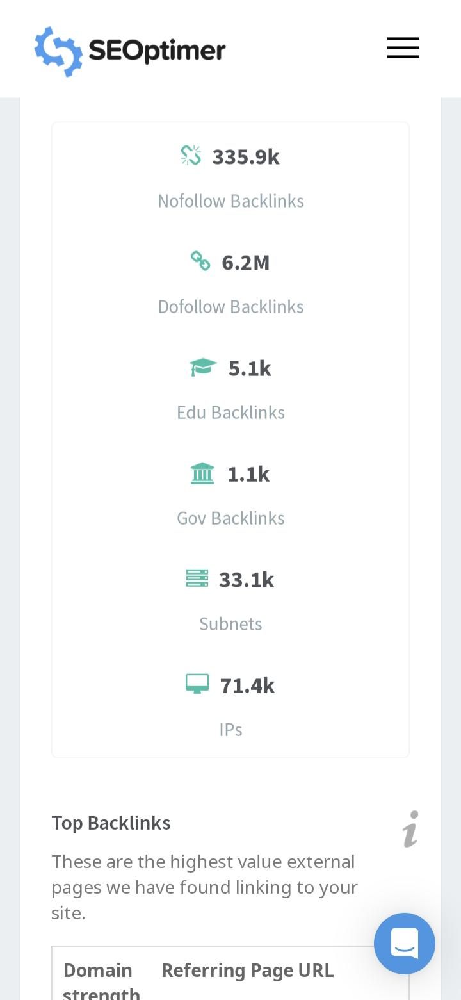 SEOptimer
335.9k
Nofollow Backlinks
6.2M
Dofollow Backlinks
5.1k
Edu Backlinks
1.1k
Gov Backlinks
33.1k
Subnets
71.4k
IPs
Top Backlinks
i
These are the highest value external
pages we have found linking to your
site.
Domain Referring Page URL
strength